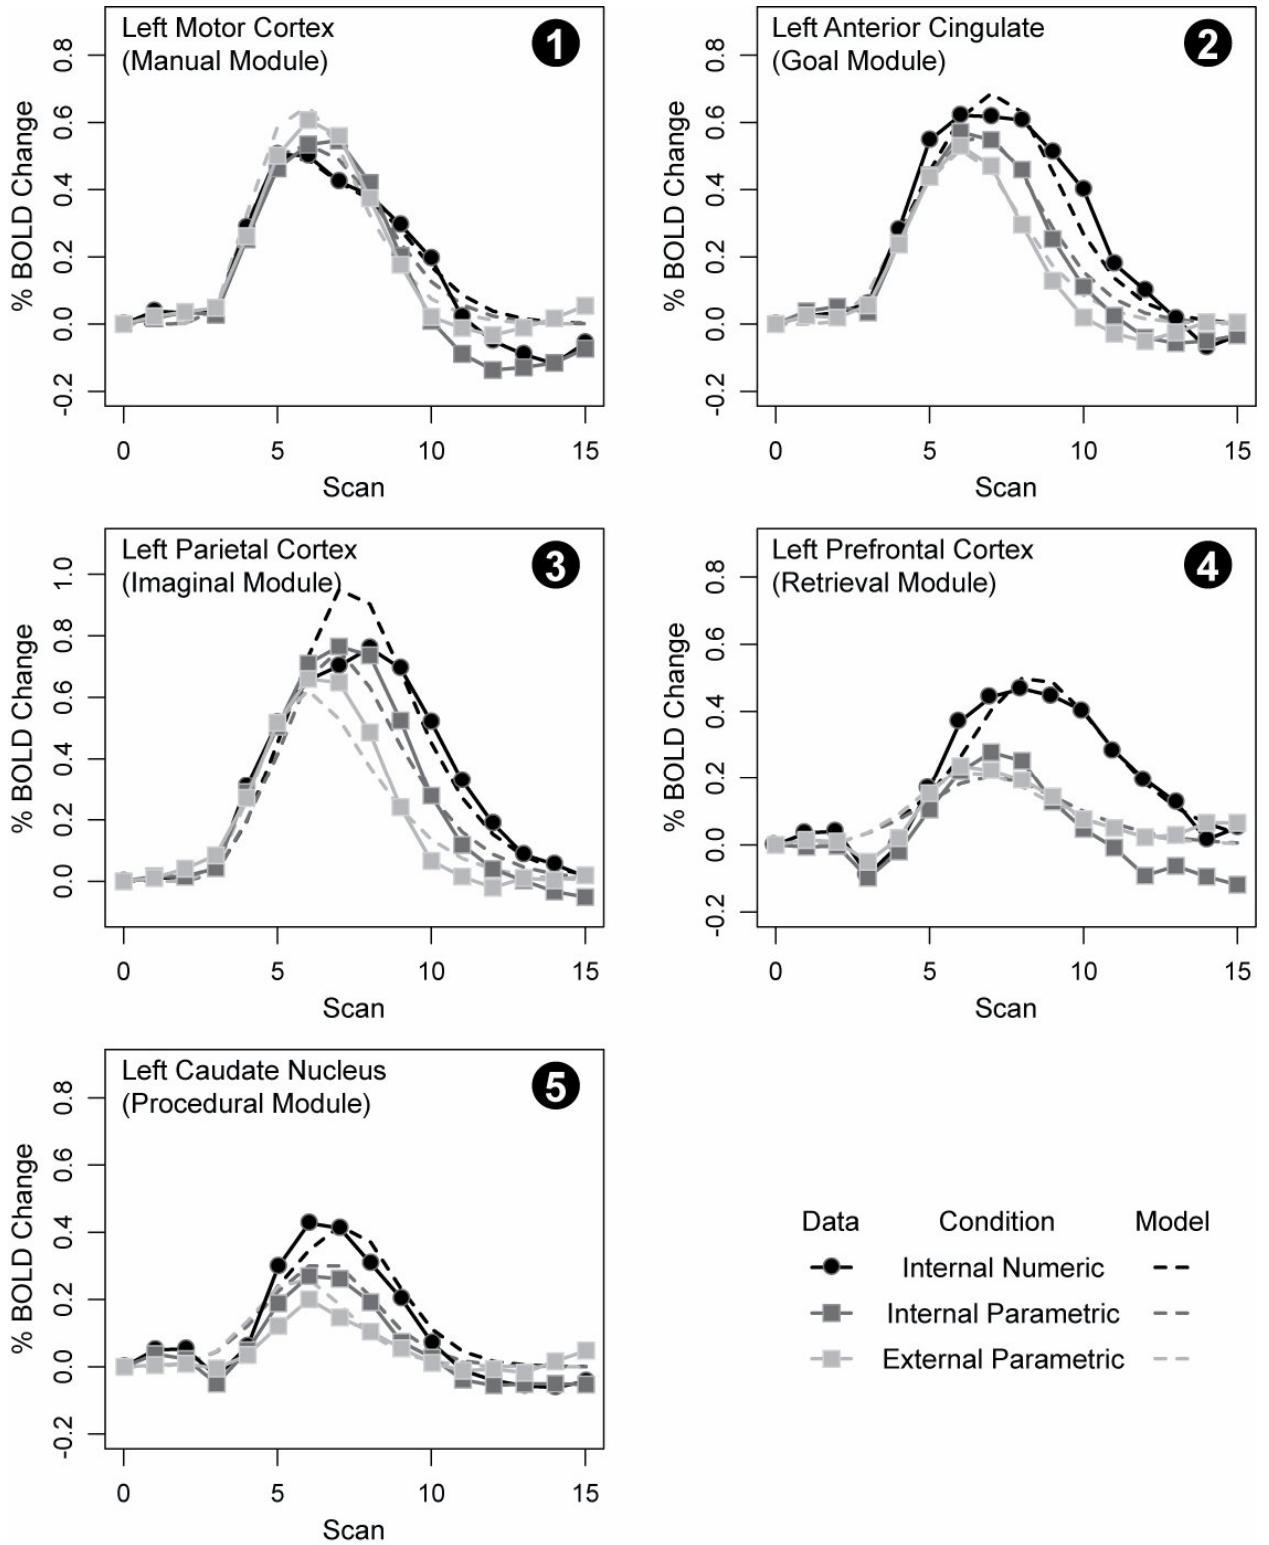 Left Motor Cortex
(Manual Module)
1
% BOLD Change
0.8
0.6
0.4
0.2
0.0
-0.2
0 5 10 15
Scan
Left Anterior Cingulate
(Goal Module)
2
% BOLD Change
0.8
0.6
0.4
0.2
0.0
-0.2
0 5 10 15
Scan
Left Parietal Cortex
(Imaginal Module)
3
% BOLD Change
1.0
0.8
0.6
0.4
0.2
0.0
0 5 10 15
Scan
Left Prefrontal Cortex
(Retrieval Module)
4
% BOLD Change
0.8
0.6
0.4
0.2
0.0
-0.2
0 5 10 15
Scan
Left Caudate Nucleus
(Procedural Module)
5
% BOLD Change
0.8
0.6
0.4
0.2
0.0
-0.2
0 5 10 15
Scan
Data Condition Model
Internal Numeric
Internal Parametric
External Parametric